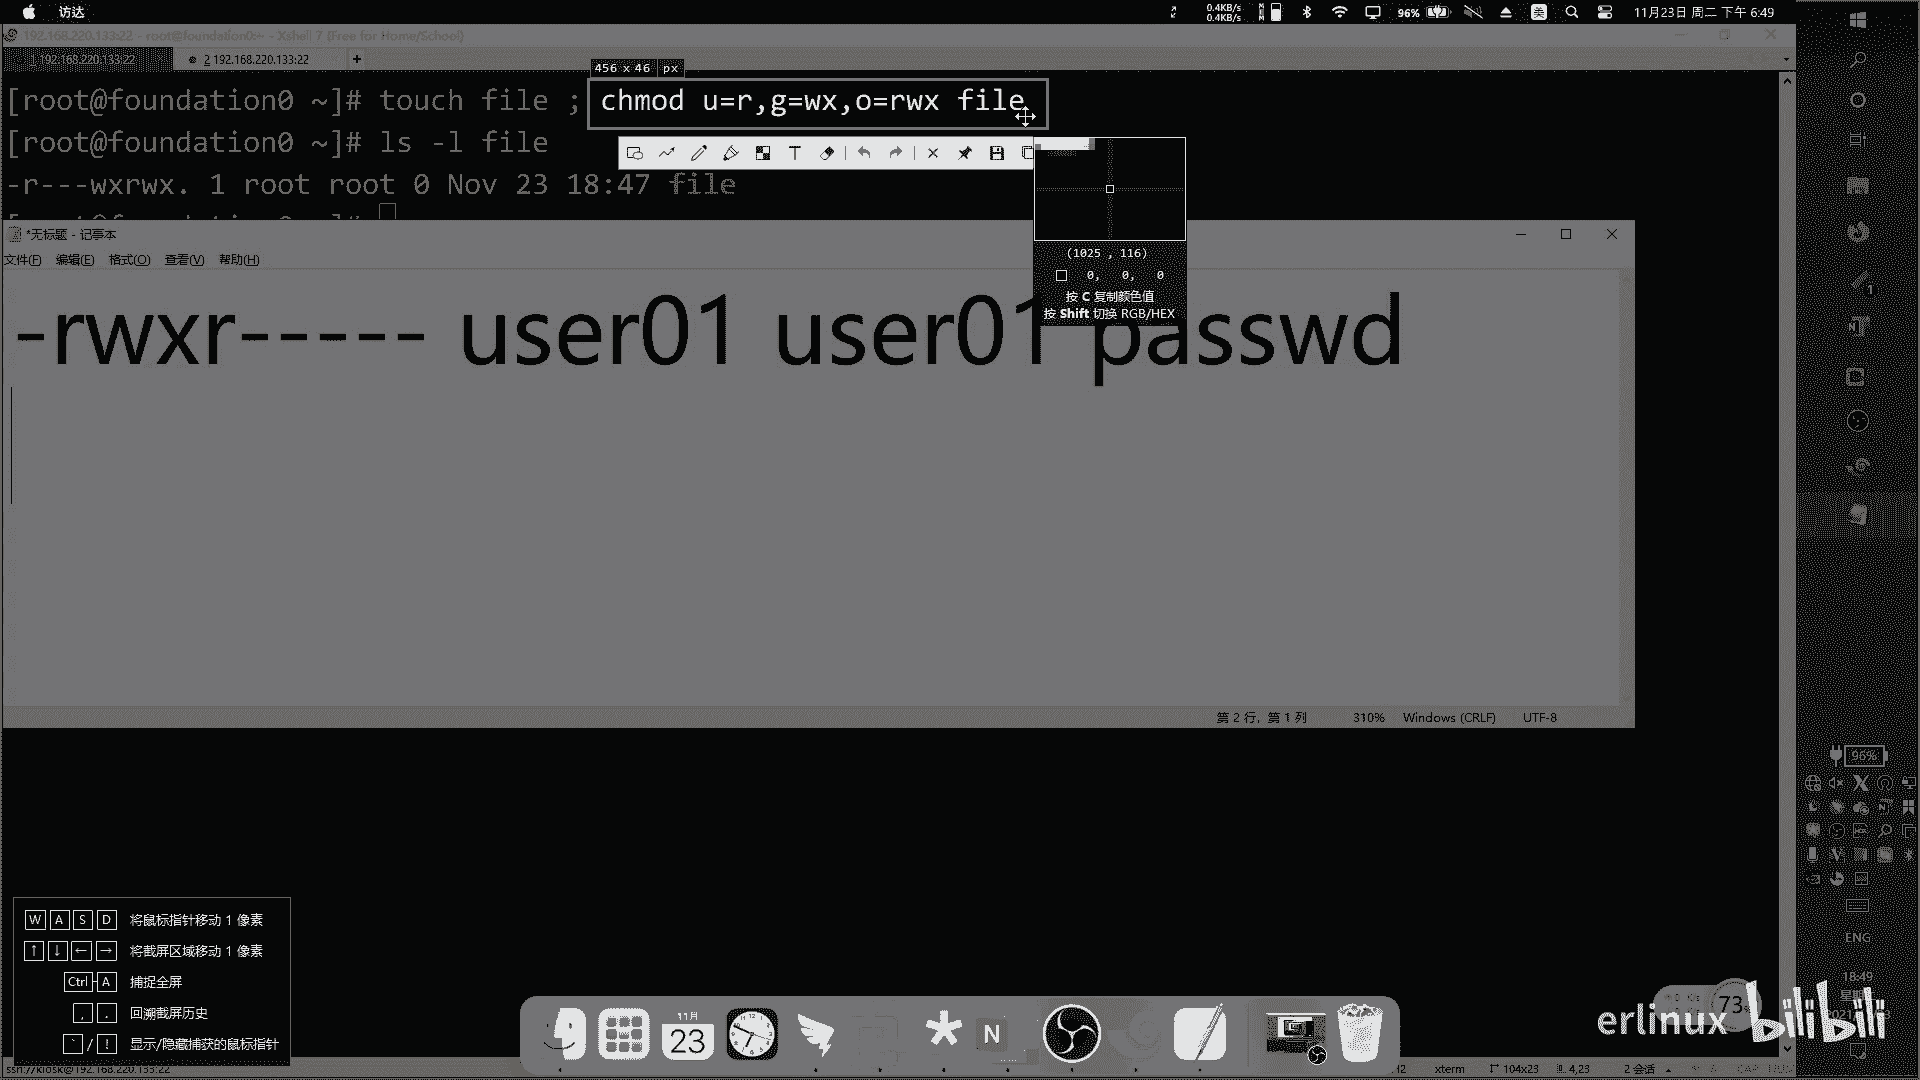 访达
0.4KB/s
0.4KB/s
96%
美
11月23日 周二 下午 6:49
192.168.220.133:22 - root@foundation0:~ - Xshell 7 (Free for Home/School)
1 192.168.220.133:22
2 192.168.220.133:22
+
456 x 46 px
[root@foundation0 ~]# touch file ; chmod u=r,g=wx,o=rwx file
[root@foundation0 ~]# ls -l file
-r---wxrwx. 1 root root 0 Nov 23 18:47 file
*无标题 - 记事本
文件(F) 编辑(E) 格式(O) 查看(V) 帮助(H)
(1025 , 116)
0, 0, 0
按 C 复制颜色值
按 Shift 切换 RGB/HEX
-rwxr----- user01 user01 passwd
第 2 行, 第 1 列 310% Windows (CRLF) UTF-8
96%
W A S D 将鼠标指针移动 1 像素
↑ ↓ ← → 将截屏区域移动 1 像素
Ctrl A 捕捉全屏
, . 回溯截屏历史
` / ! 显示/隐藏捕获的鼠标指针
ENG
18:49
11月
23
N
73
erlinux bilibili
ssh://kiosk@192.168.220.133:22
xterm 104x23 4,23 2 会话